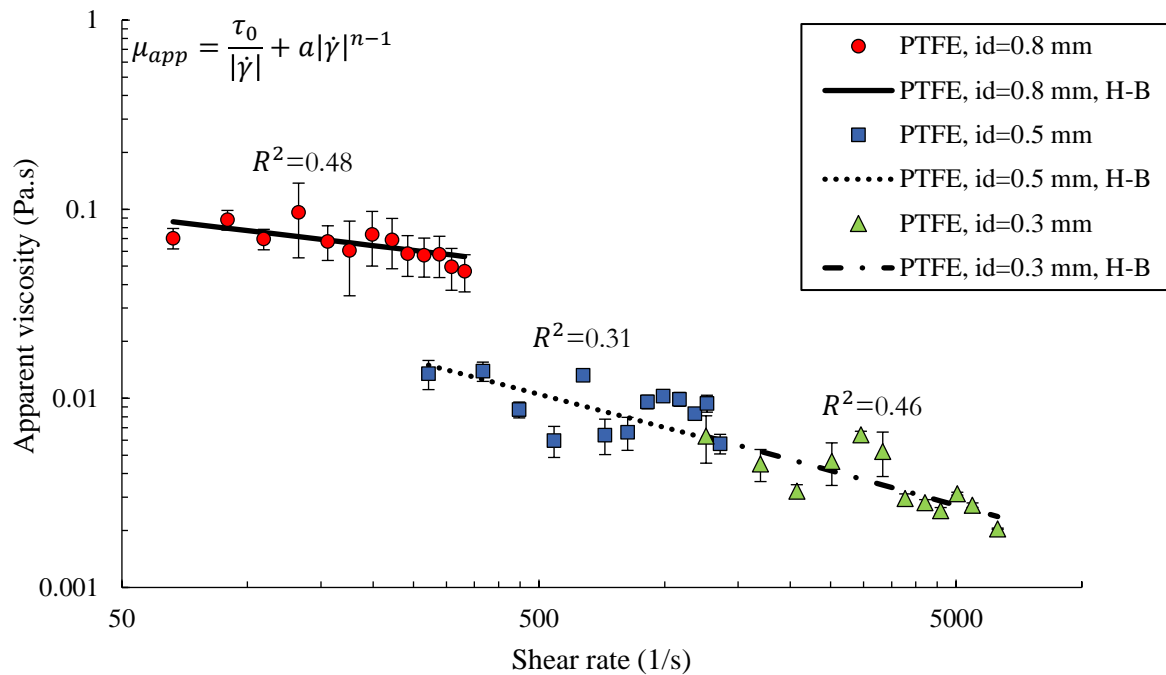 μ_app = τ_0/|γ̇| + a|γ̇|^{n−1}
PTFE, id=0.8 mm
PTFE, id=0.8 mm, H-B
PTFE, id=0.5 mm
PTFE, id=0.5 mm, H-B
PTFE, id=0.3 mm
PTFE, id=0.3 mm, H-B
R²=0.48
R²=0.31
R²=0.46
Apparent viscosity (Pa.s)
1
0.1
0.01
0.001
50
500
5000
Shear rate (1/s)